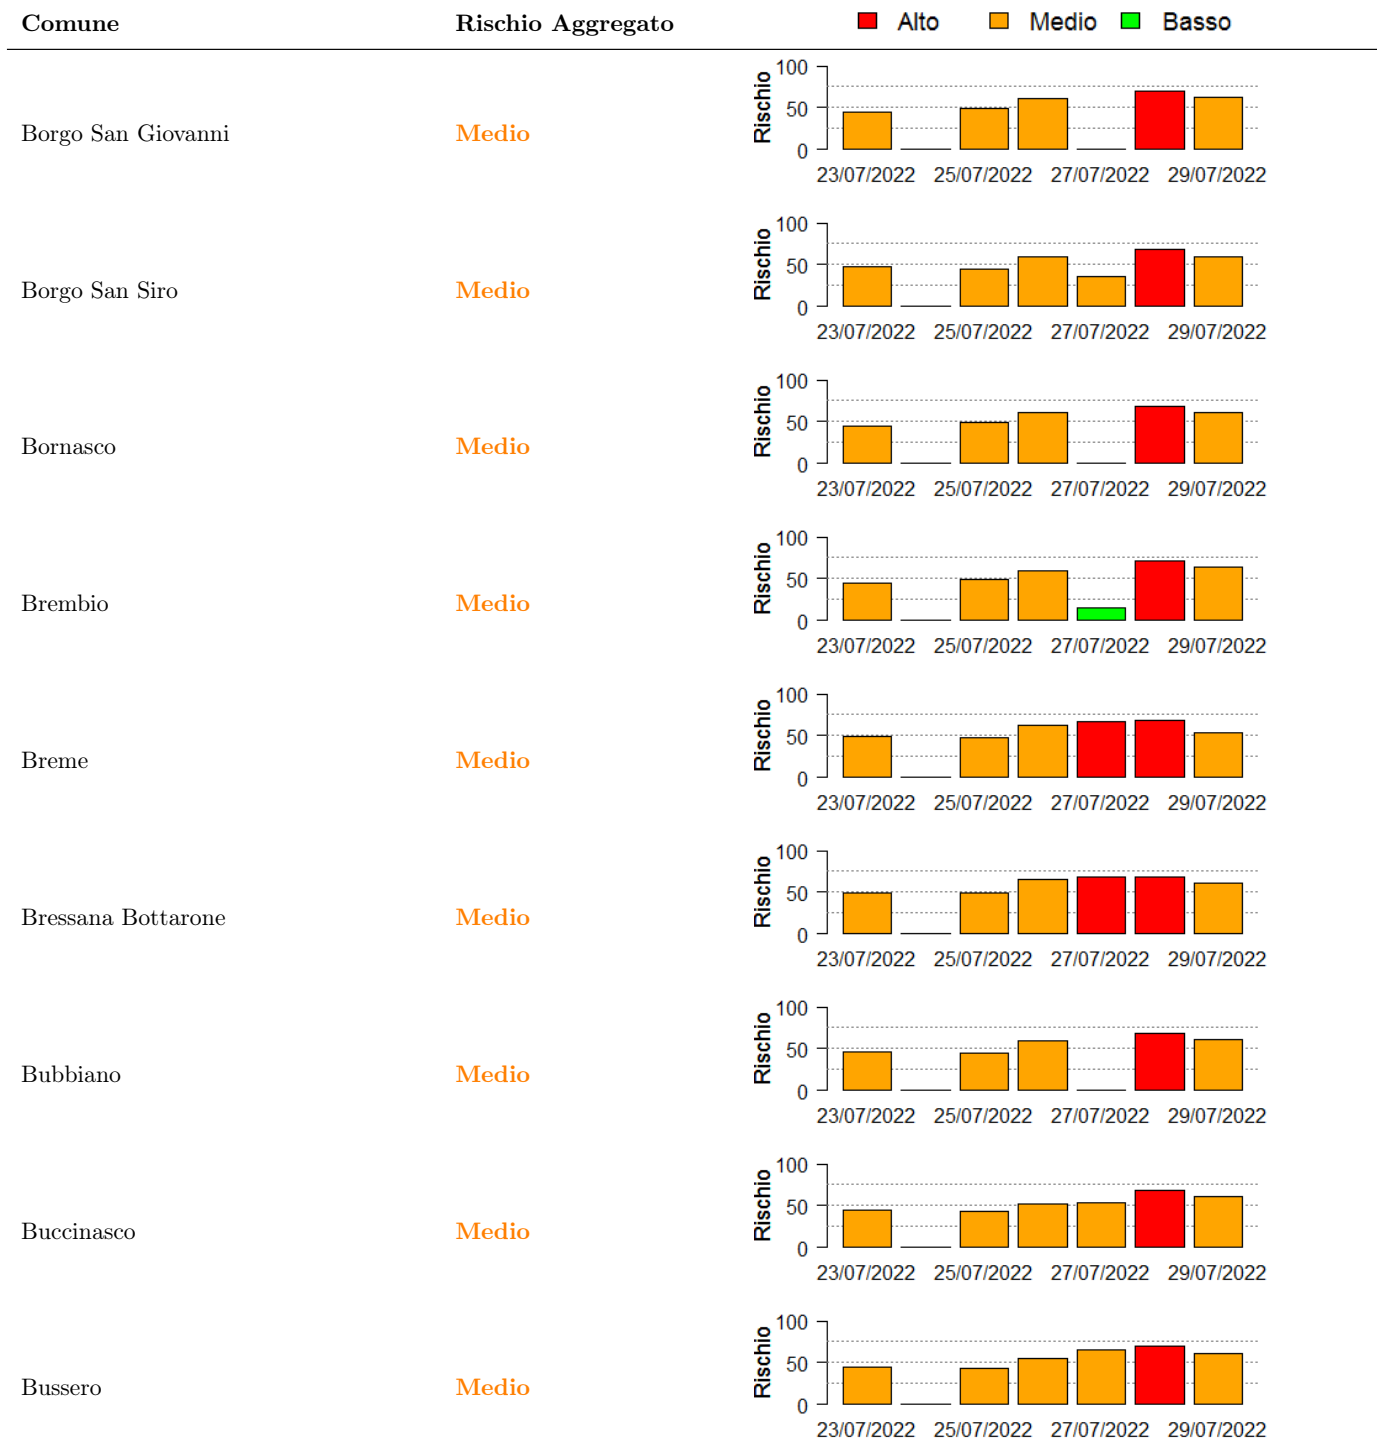 Comune Rischio Aggregato Alto Medio Basso
100
50
0
Rischio
Borgo San Giovanni Medio
23/07/2022 25/07/2022 27/07/2022 29/07/2022
100
50
0
Rischio
Borgo San Siro Medio
23/07/2022 25/07/2022 27/07/2022 29/07/2022
100
50
0
Rischio
Bornasco Medio
23/07/2022 25/07/2022 27/07/2022 29/07/2022
100
50
0
Rischio
Brembio Medio
23/07/2022 25/07/2022 27/07/2022 29/07/2022
100
50
0
Rischio
Breme Medio
23/07/2022 25/07/2022 27/07/2022 29/07/2022
100
50
0
Rischio
Bressana Bottarone Medio
23/07/2022 25/07/2022 27/07/2022 29/07/2022
100
50
0
Rischio
Bubbiano Medio
23/07/2022 25/07/2022 27/07/2022 29/07/2022
100
50
0
Rischio
Buccinasco Medio
23/07/2022 25/07/2022 27/07/2022 29/07/2022
100
50
0
Rischio
Bussero Medio
23/07/2022 25/07/2022 27/07/2022 29/07/2022